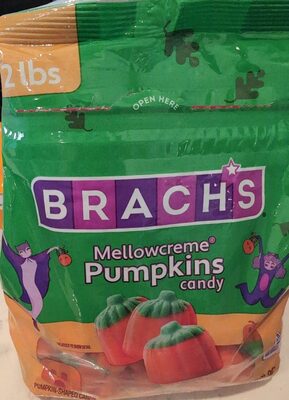 2 lbs
OPEN HERE
BRACH'S
Mellowcreme®
Pumpkins
candy
PUMPKIN-SHAPED